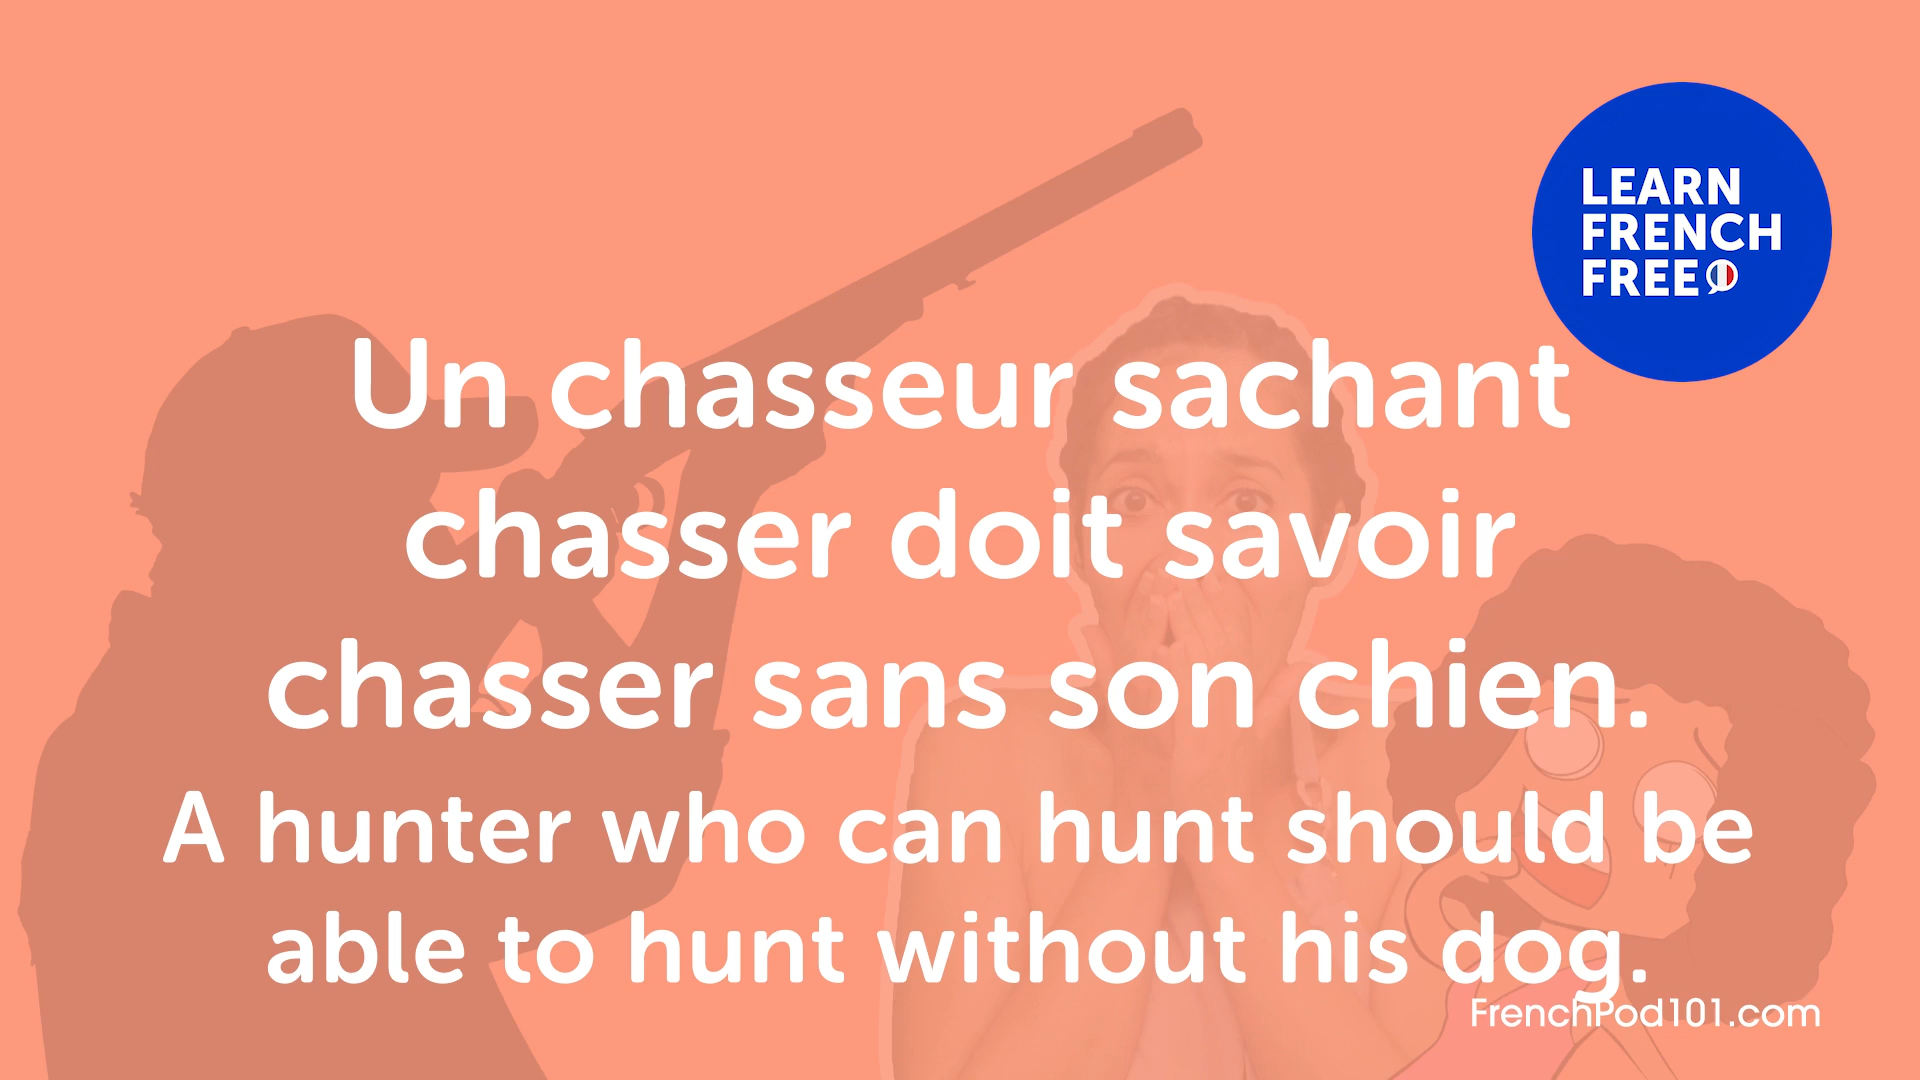 LEARN
FRENCH
FREE
Un chasseur sachant
chasser doit savoir
chasser sans son chien.
A hunter who can hunt should be
able to hunt without his dog.
FrenchPod101.com